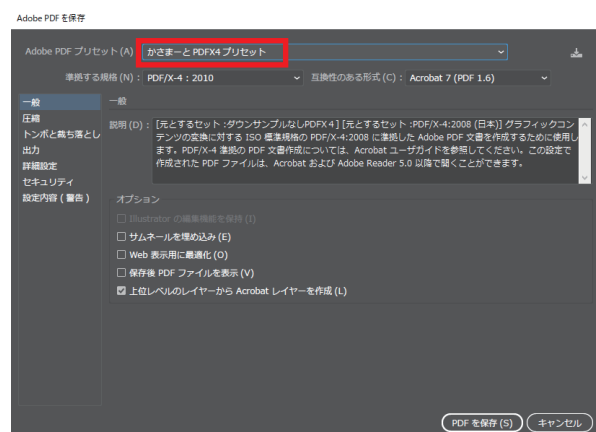 Adobe PDF を保存
Adobe PDF プリセット (A) : かさまーと PDFX4 プリセット
準拠する規格 (N) : PDF/X-4 : 2010 互換性のある形式 (C) : Acrobat 7 (PDF 1.6)
一般
圧縮
トンボと裁ち落とし
出力
詳細設定
セキュリティ
設定内容 ( 警告 )
一般
説明 (D) : [元とするセット :ダウンサンプルなしPDFX 4 ] [元とするセット :PDF/X-4:2008 (日本)] グラフィックコン
テンツの変換に対する ISO 標準規格の PDF/X-4:2008 に準拠した Adobe PDF 文書を作成するために使用し
ます。PDF/X-4 準拠の PDF 文書作成については、Acrobat ユーザガイドを参照してください。この設定で
作成された PDF ファイルは、Acrobat および Adobe Reader 5.0 以降で開くことができます。
オプション
Illustrator の編集機能を保持 (I)
サムネールを埋め込み (E)
Web 表示用に最適化 (O)
保存後 PDF ファイルを表示 (V)
上位レベルのレイヤーから Acrobat レイヤーを作成 (L)
PDF を保存 (S) キャンセル